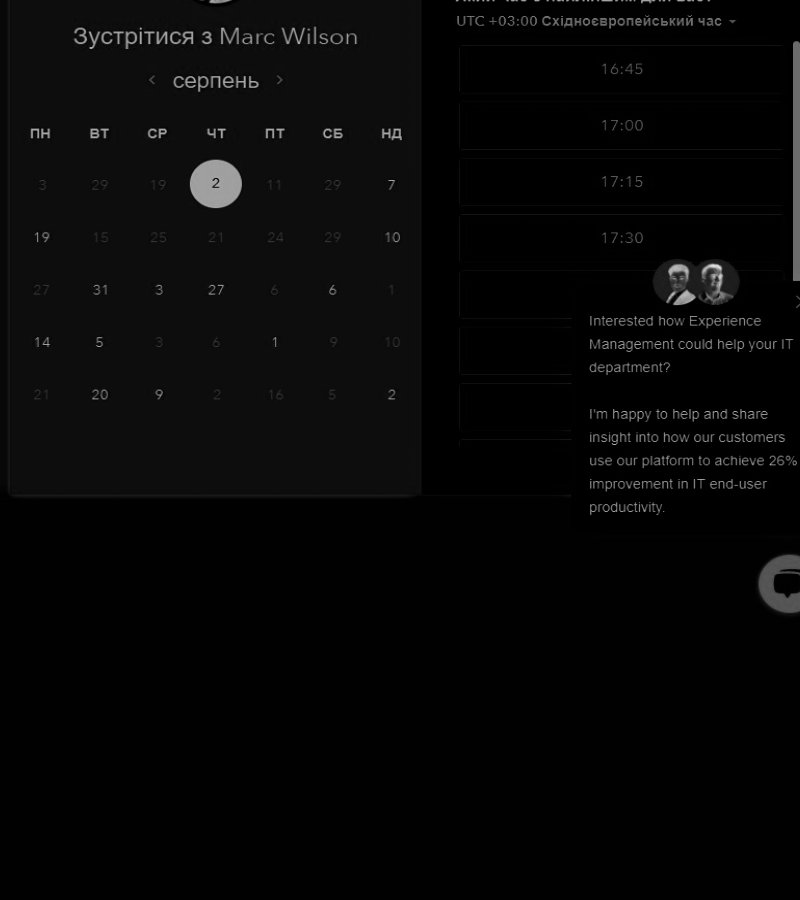 Зустрітися з Marc Wilson
серпень
ПН ВТ СР ЧТ ПТ СБ НД
3 29 19 2 11 29 7
19 15 25 21 24 29 10
27 31 3 27 6 6 1
14 5 3 6 1 9 10
21 20 9 2 16 5 2
UTC +03:00 Східноєвропейський час
16:45
17:00
17:15
17:30
Interested how Experience
Management could help your IT
department?
I'm happy to help and share
insight into how our customers
use our platform to achieve 26%
improvement in IT end-user
productivity.